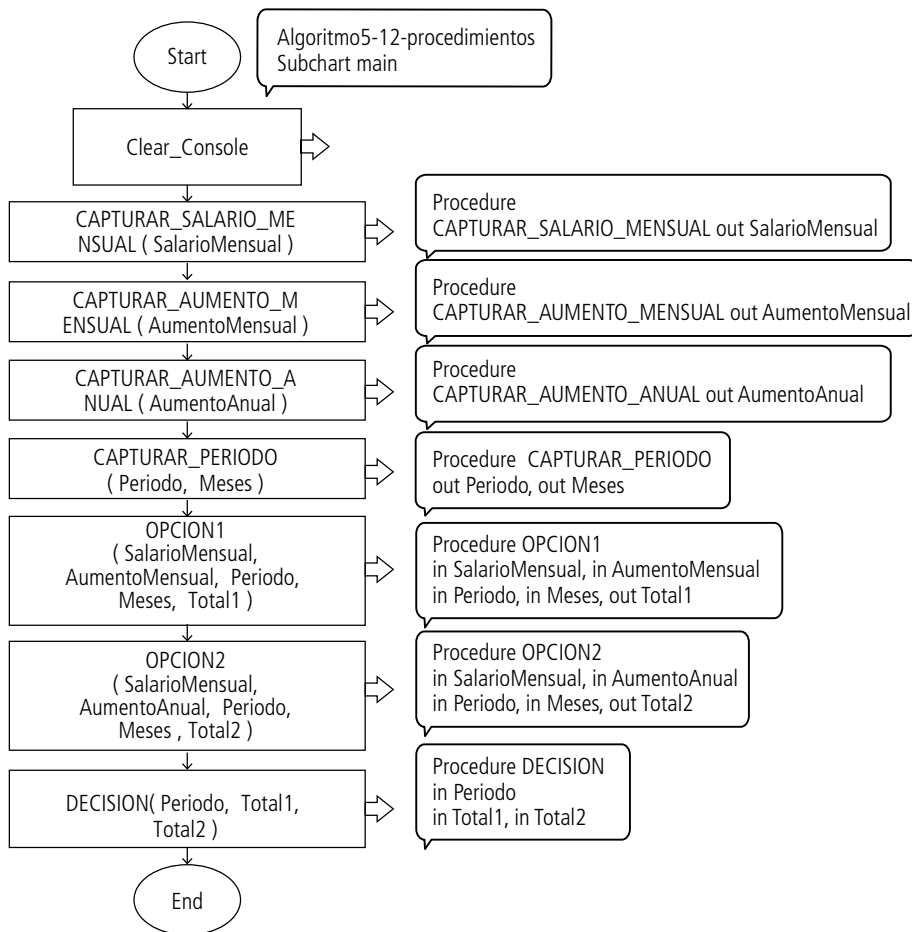 Start
Algoritmo5-12-procedimientos
Subchart main
Clear_Console
CAPTURAR_SALARIO_ME
NSUAL ( SalarioMensual )
Procedure
CAPTURAR_SALARIO_MENSUAL out SalarioMensual
CAPTURAR_AUMENTO_M
ENSUAL ( AumentoMensual )
Procedure
CAPTURAR_AUMENTO_MENSUAL out AumentoMensual
CAPTURAR_AUMENTO_A
NUAL ( AumentoAnual )
Procedure
CAPTURAR_AUMENTO_ANUAL out AumentoAnual
CAPTURAR_PERIODO
( Periodo, Meses )
Procedure CAPTURAR_PERIODO
out Periodo, out Meses
OPCION1
( SalarioMensual,
AumentoMensual, Periodo,
Meses, Total1 )
Procedure OPCION1
in SalarioMensual, in AumentoMensual
in Periodo, in Meses, out Total1
OPCION2
( SalarioMensual,
AumentoAnual, Periodo,
Meses , Total2 )
Procedure OPCION2
in SalarioMensual, in AumentoAnual
in Periodo, in Meses, out Total2
DECISION( Periodo, Total1,
Total2 )
Procedure DECISION
in Periodo
in Total1, in Total2
End